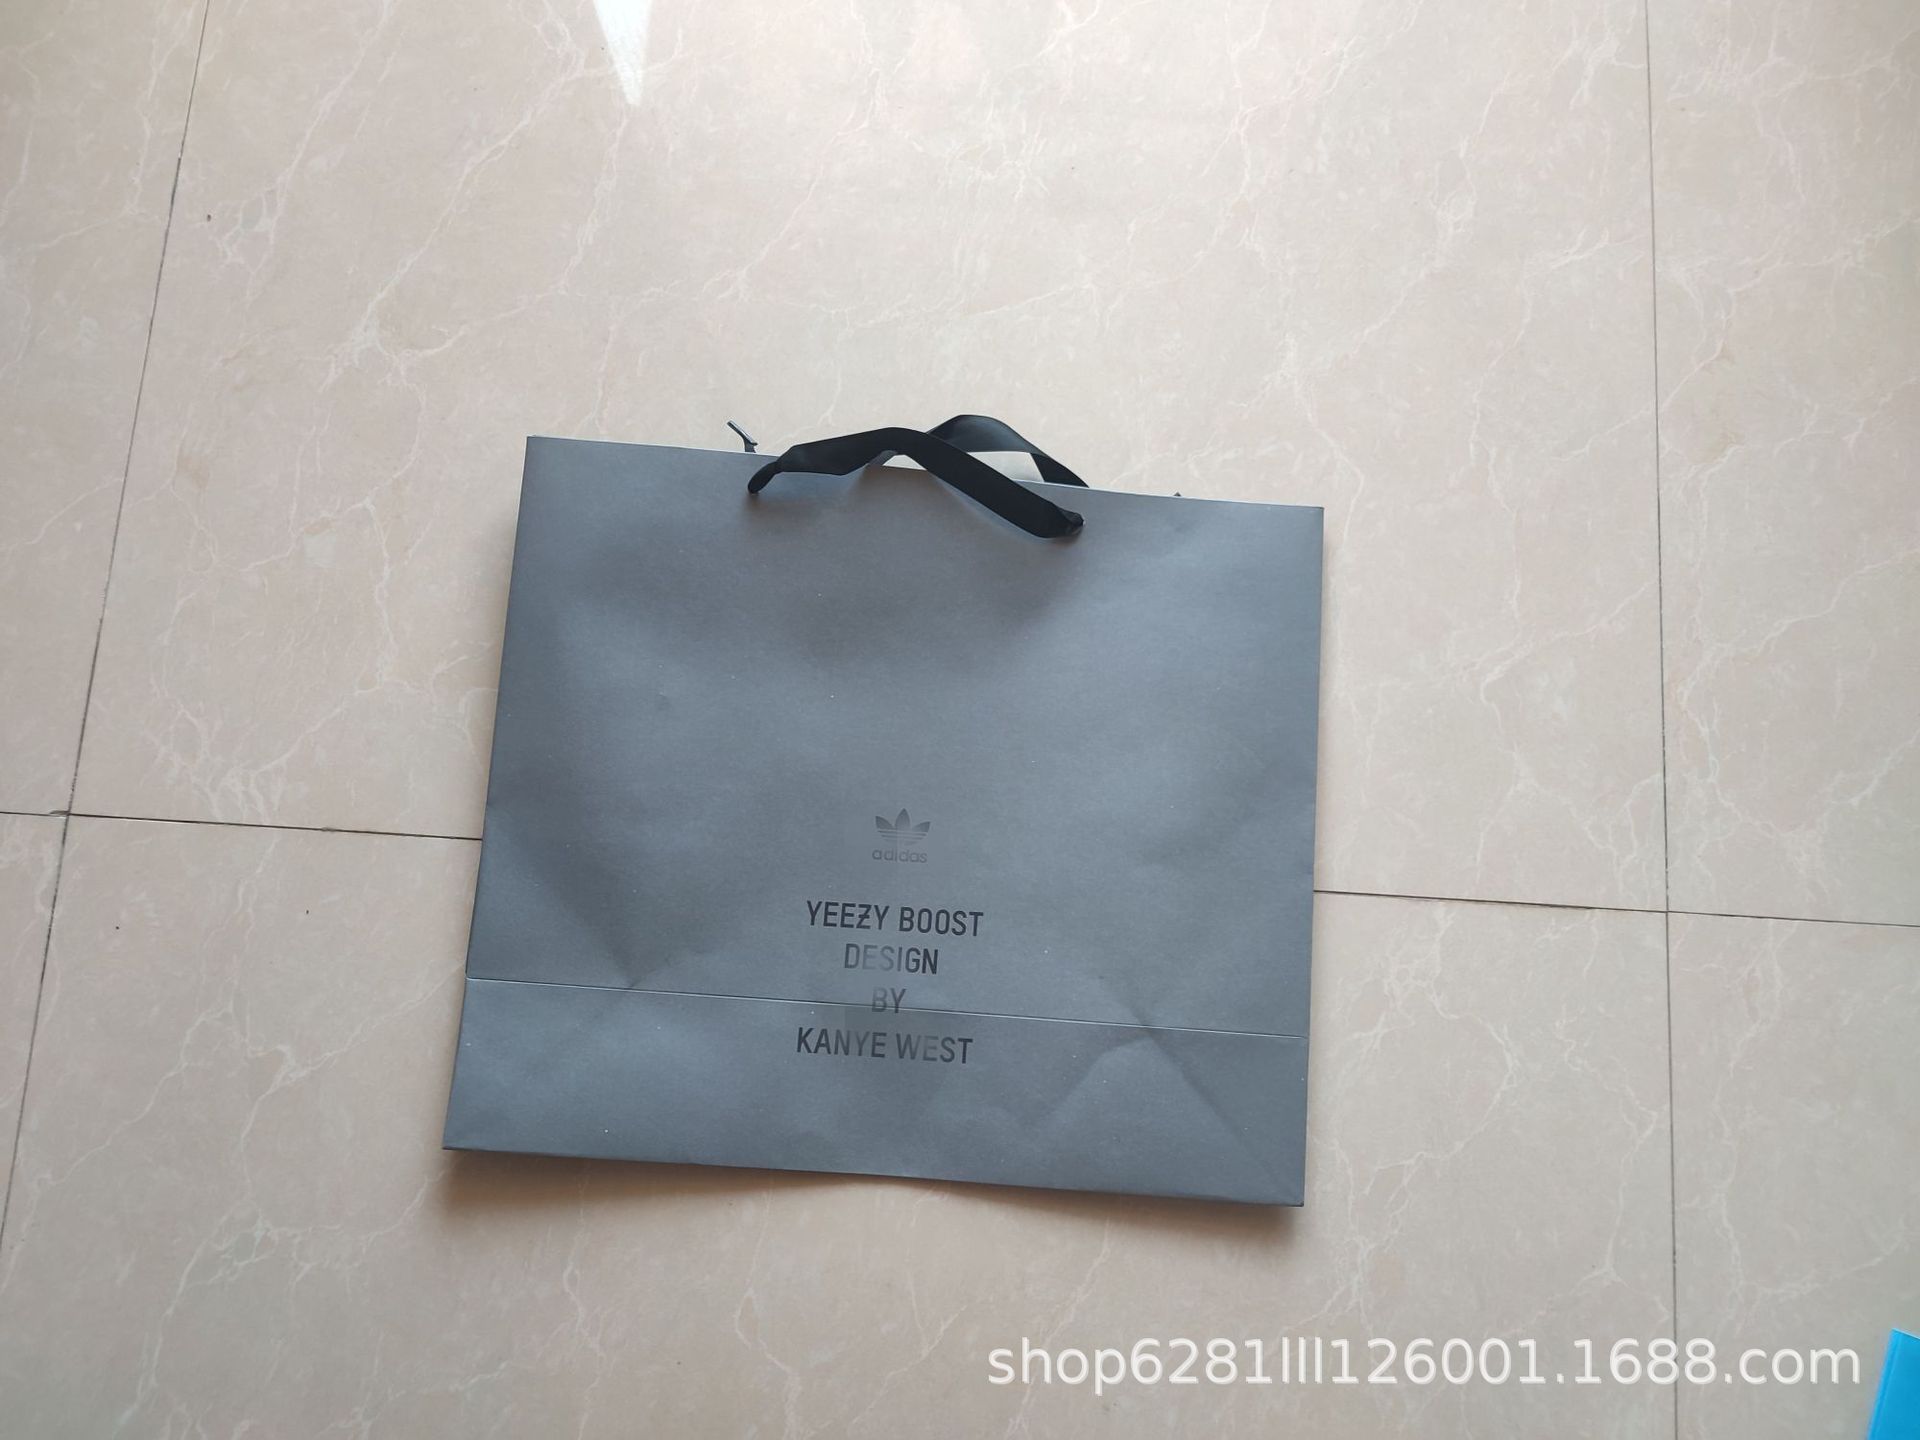 adidas
YEEZY BOOST
DESIGN
BY
KANYE WEST
shop6281lll126001.1688.com